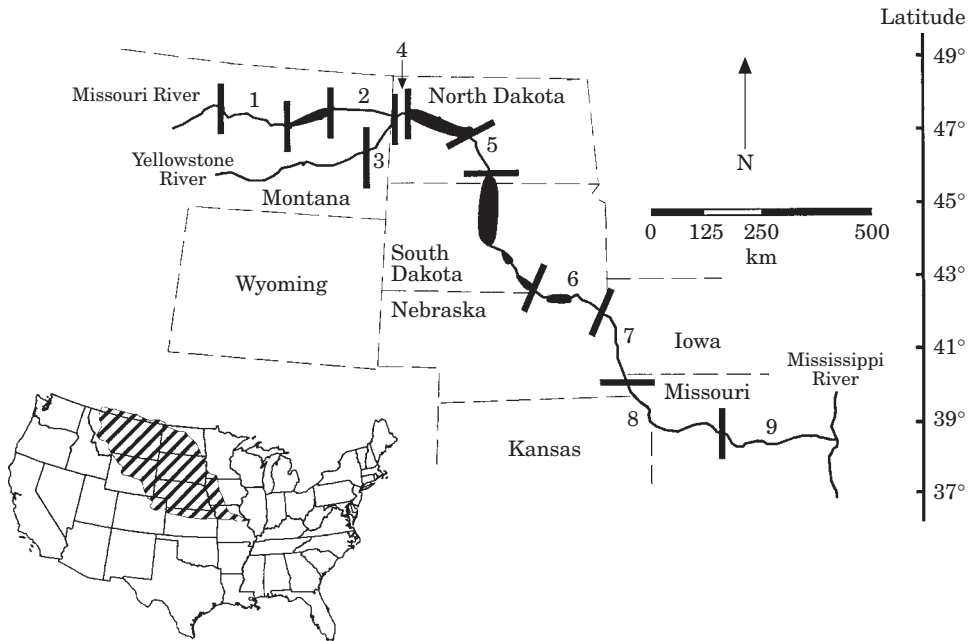 Latitude
4
49°
Missouri River
1
2
North Dakota
47°
5
Yellowstone
River
3
N
Montana
45°
0 125 250 500
km
South
Dakota
Wyoming
6
43°
Nebraska
7
Iowa
41°
Mississippi
River
Missouri
8
9
39°
Kansas
37°